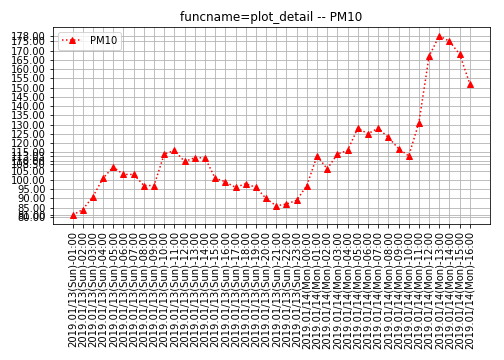 funcname=plot_detail -- PM10
PM10
178.00
175.00
170.00
165.00
160.00
155.00
150.00
145.00
140.00
135.00
130.00
125.00
120.00
115.00
105.00
100.00
95.00
90.00
85.00
80.00
2019.01/13(Sun)-01:00
2019.01/13(Sun)-02:00
2019.01/13(Sun)-03:00
2019.01/13(Sun)-04:00
2019.01/13(Sun)-05:00
2019.01/13(Sun)-06:00
2019.01/13(Sun)-07:00
2019.01/13(Sun)-08:00
2019.01/13(Sun)-09:00
2019.01/13(Sun)-10:00
2019.01/13(Sun)-11:00
2019.01/13(Sun)-12:00
2019.01/13(Sun)-13:00
2019.01/13(Sun)-14:00
2019.01/13(Sun)-15:00
2019.01/13(Sun)-16:00
2019.01/13(Sun)-17:00
2019.01/13(Sun)-18:00
2019.01/13(Sun)-19:00
2019.01/13(Sun)-20:00
2019.01/13(Sun)-21:00
2019.01/13(Sun)-22:00
2019.01/13(Sun)-23:00
2019.01/14(Mon)-00:00
2019.01/14(Mon)-01:00
2019.01/14(Mon)-02:00
2019.01/14(Mon)-03:00
2019.01/14(Mon)-04:00
2019.01/14(Mon)-05:00
2019.01/14(Mon)-06:00
2019.01/14(Mon)-07:00
2019.01/14(Mon)-08:00
2019.01/14(Mon)-09:00
2019.01/14(Mon)-10:00
2019.01/14(Mon)-11:00
2019.01/14(Mon)-12:00
2019.01/14(Mon)-13:00
2019.01/14(Mon)-14:00
2019.01/14(Mon)-15:00
2019.01/14(Mon)-16:00